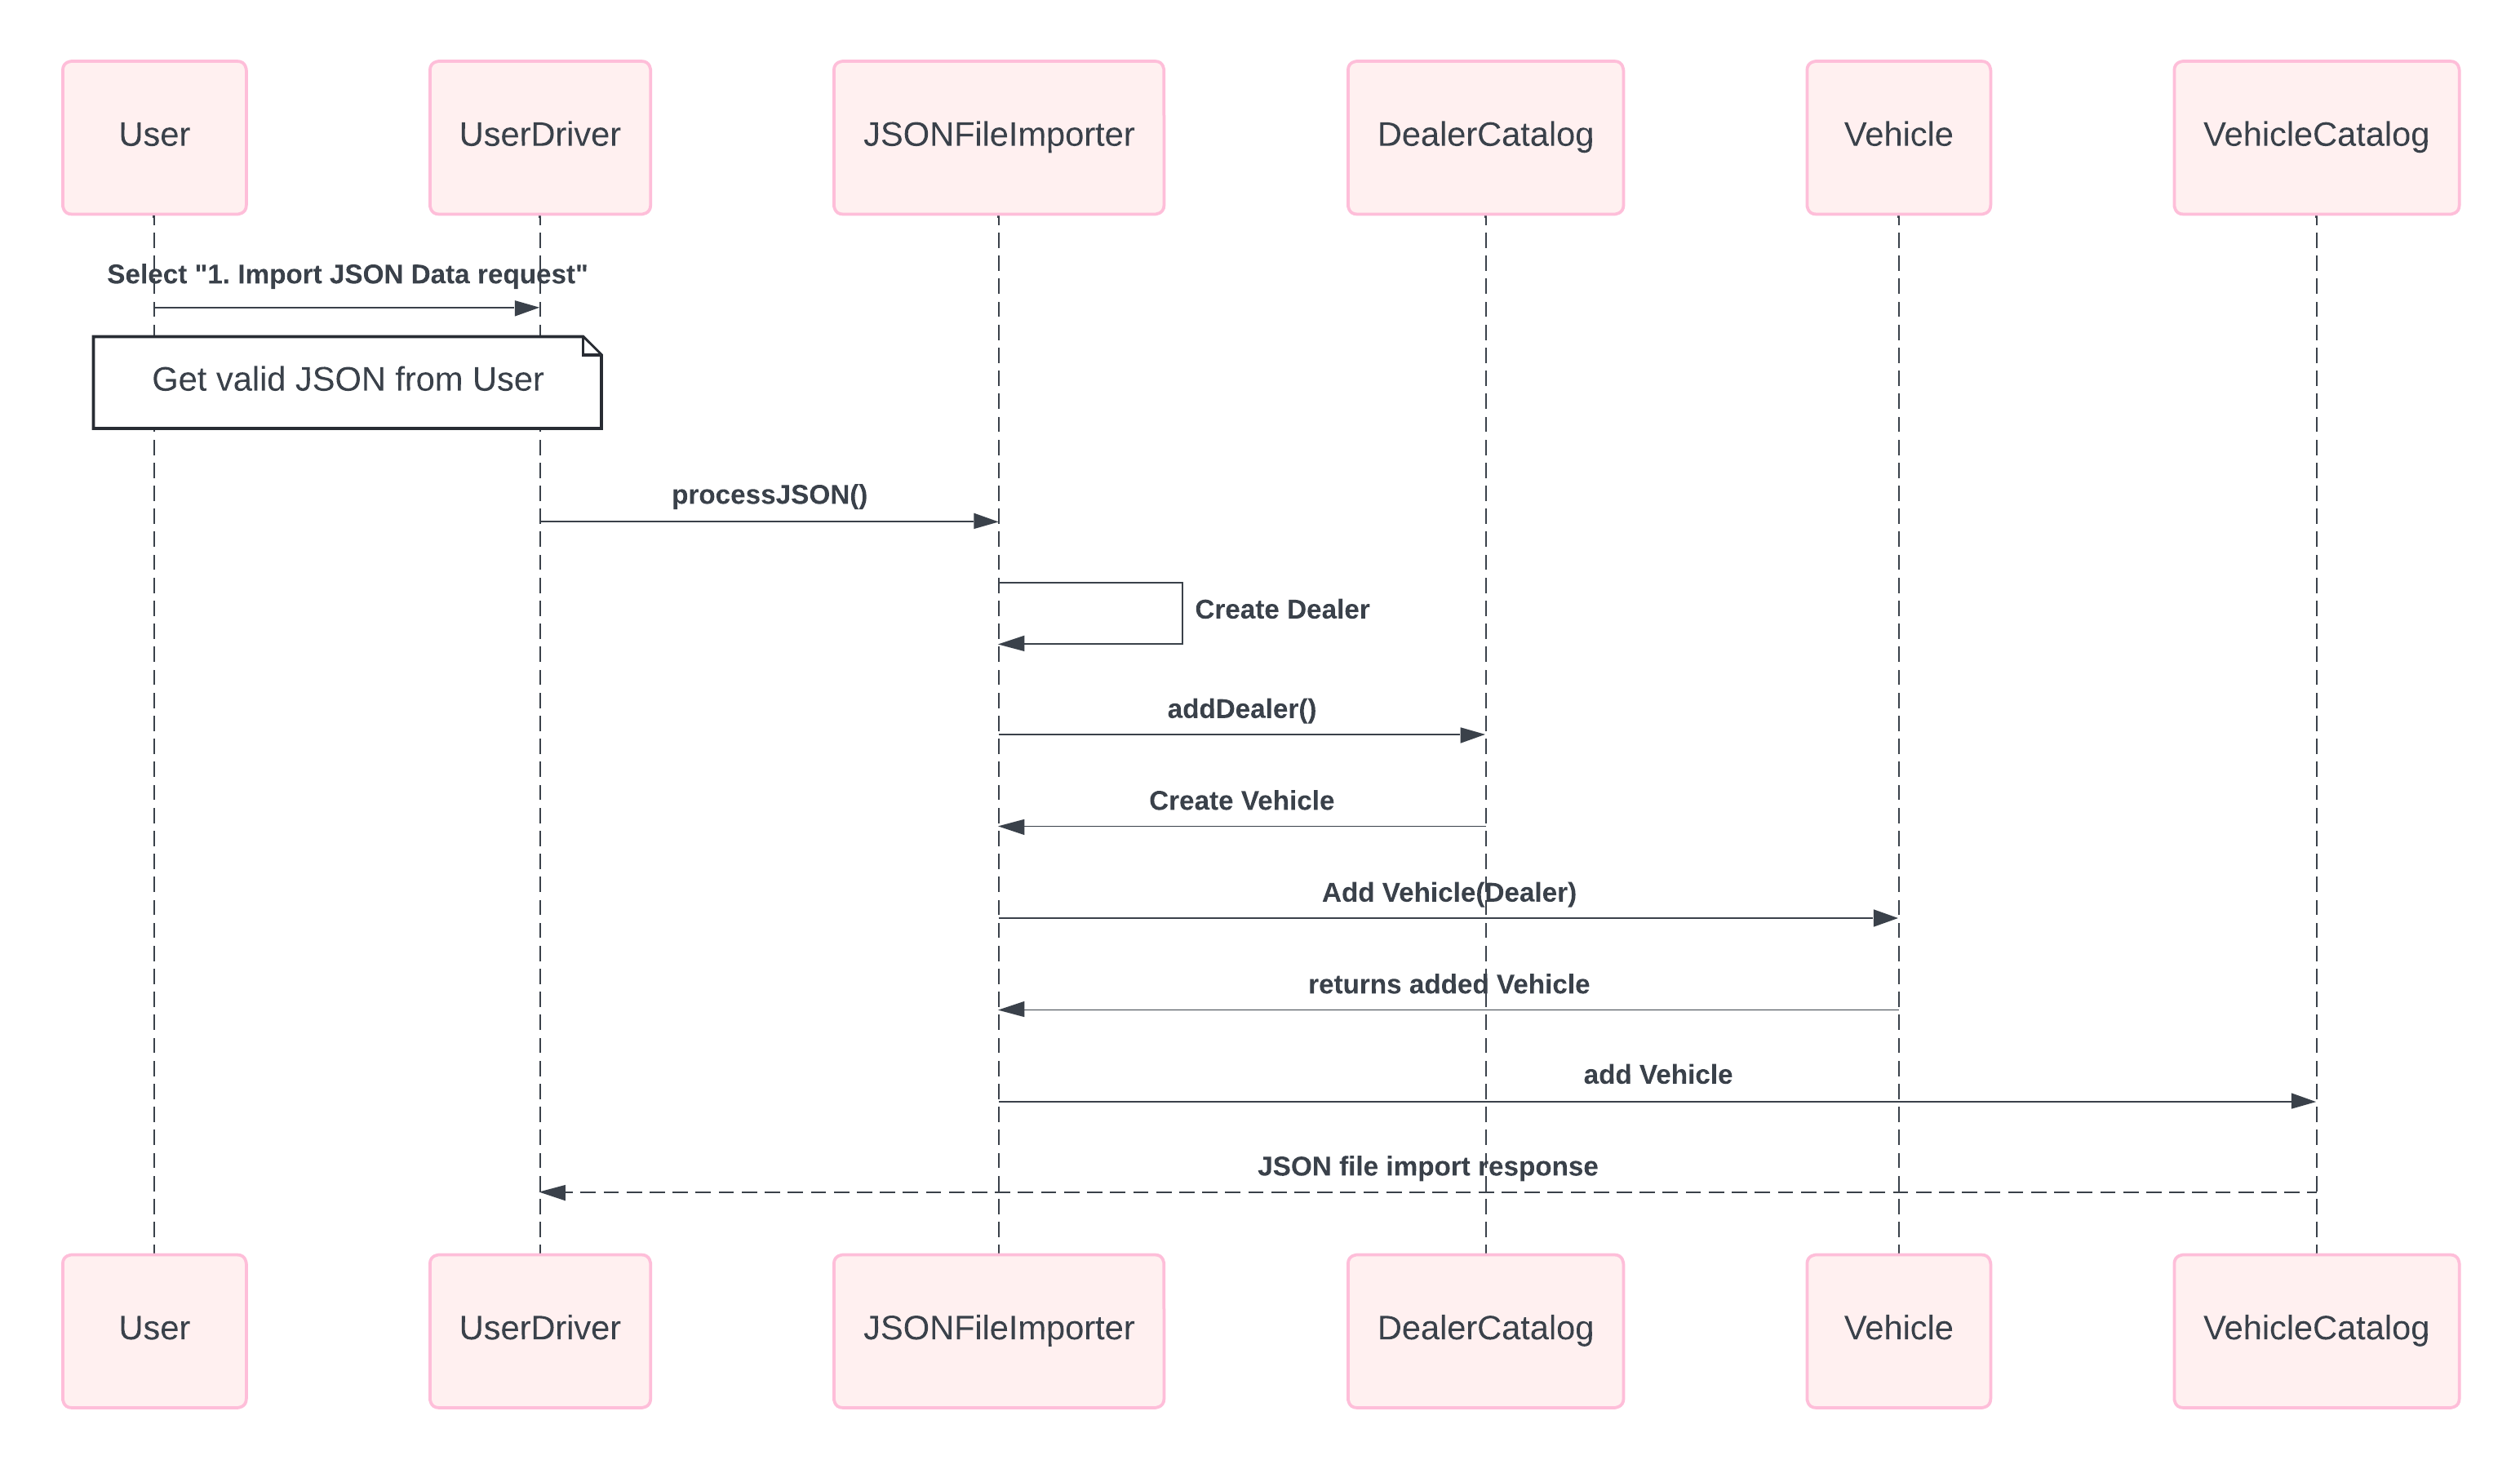 User
UserDriver
JSONFileImporter
DealerCatalog
Vehicle
VehicleCatalog
Select "1. Import JSON Data request"
Get valid JSON from User
processJSON()
Create Dealer
addDealer()
Create Vehicle
Add Vehicle(Dealer)
returns added Vehicle
add Vehicle
JSON file import response
User
UserDriver
JSONFileImporter
DealerCatalog
Vehicle
VehicleCatalog